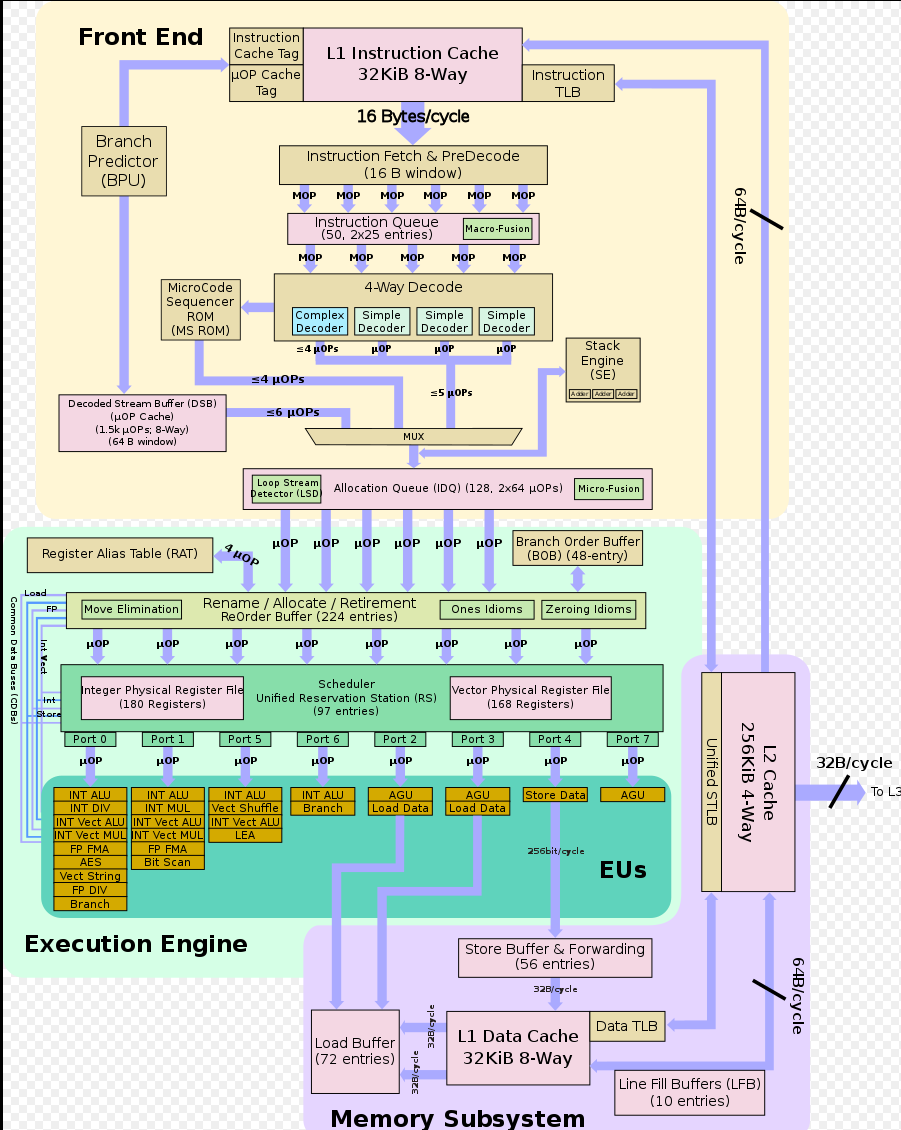 Front End
Instruction
Cache Tag
L1 Instruction Cache
32KiB 8-Way
µOP Cache
Tag
Instruction
TLB
16 Bytes/cycle
Branch
Predictor
(BPU)
Instruction Fetch & PreDecode
(16 B window)
MOP MOP MOP MOP MOP MOP
Instruction Queue
(50, 2x25 entries)
Macro-Fusion
64B/cycle
MOP MOP MOP MOP MOP
MicroCode
Sequencer
ROM
(MS ROM)
4-Way Decode
Complex
Decoder
Simple
Decoder
Simple
Decoder
Simple
Decoder
≤4 µOPs µOP µOP µOP
Stack
Engine
(SE)
Adder Adder Adder
≤4 µOPs
≤5 µOPs
Decoded Stream Buffer (DSB)
(µOP Cache)
(1.5k µOPs; 8-Way)
(64 B window)
≤6 µOPs
MUX
Loop Stream
Detector (LSD)
Allocation Queue (IDQ) (128, 2x64 µOPs)
Micro-Fusion
Register Alias Table (RAT)
4 µOP
µOP µOP µOP µOP µOP µOP
Branch Order Buffer
(BOB) (48-entry)
Load
FP
Common Data Buses (CDBs)
Int Vect
Int
Store
Move Elimination
Rename / Allocate / Retirement
ReOrder Buffer (224 entries)
Ones Idioms
Zeroing Idioms
µOP µOP µOP µOP µOP µOP µOP
Integer Physical Register File
(180 Registers)
Scheduler
Unified Reservation Station (RS)
(97 entries)
Vector Physical Register File
(168 Registers)
Port 0 Port 1 Port 5 Port 6 Port 2 Port 3 Port 4 Port 7
µOP µOP µOP µOP µOP µOP µOP µOP
INT ALU
INT DIV
INT Vect ALU
INT Vect MUL
FP FMA
AES
Vect String
FP DIV
Branch
INT ALU
INT MUL
INT Vect ALU
INT Vect MUL
FP FMA
Bit Scan
INT ALU
Vect Shuffle
INT Vect ALU
LEA
INT ALU
Branch
AGU
Load Data
AGU
Load Data
Store Data
AGU
256bit/cycle
EUs
Execution Engine
Unified STLB
L2 Cache
256KiB 4-Way
32B/cycle
To L3
Store Buffer & Forwarding
(56 entries)
32B/cycle
64B/cycle
Load Buffer
(72 entries)
32B/cycle
32B/cycle
L1 Data Cache
32KiB 8-Way
Data TLB
Line Fill Buffers (LFB)
(10 entries)
Memory Subsystem